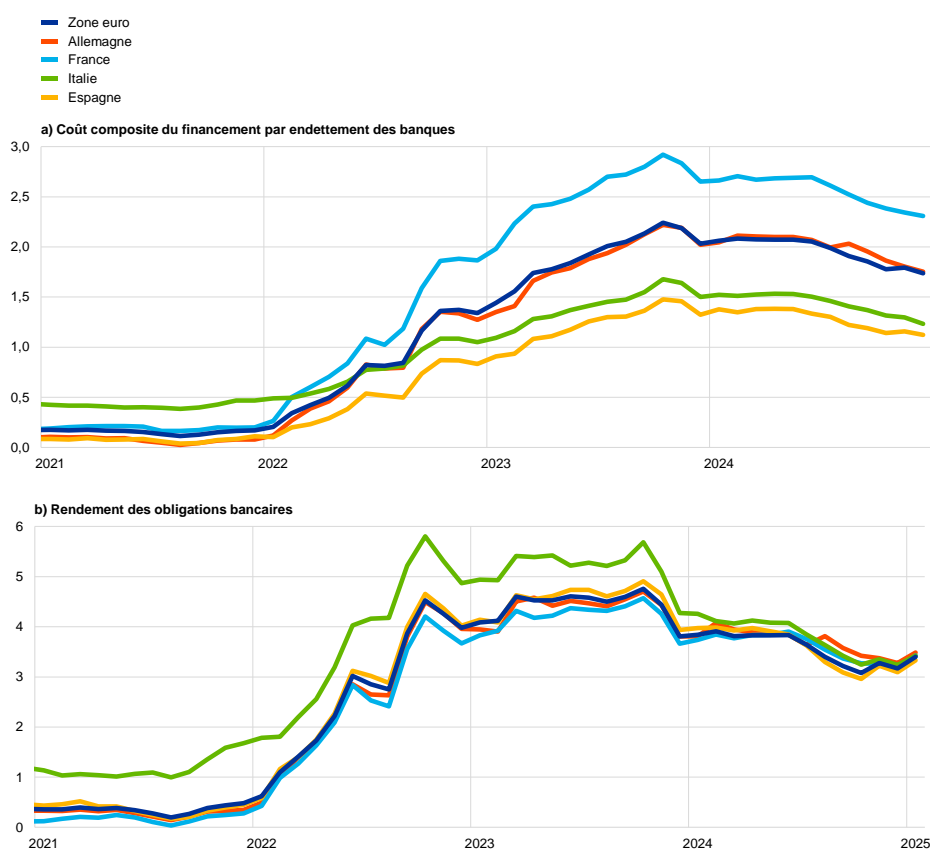 Zone euro
Allemagne
France
Italie
Espagne
a) Coût composite du financement par endettement des banques
3,0
2,5
2,0
1,5
1,0
0,5
0,0
2021 2022 2023 2024
b) Rendement des obligations bancaires
6
5
4
3
2
1
0
2021 2022 2023 2024 2025